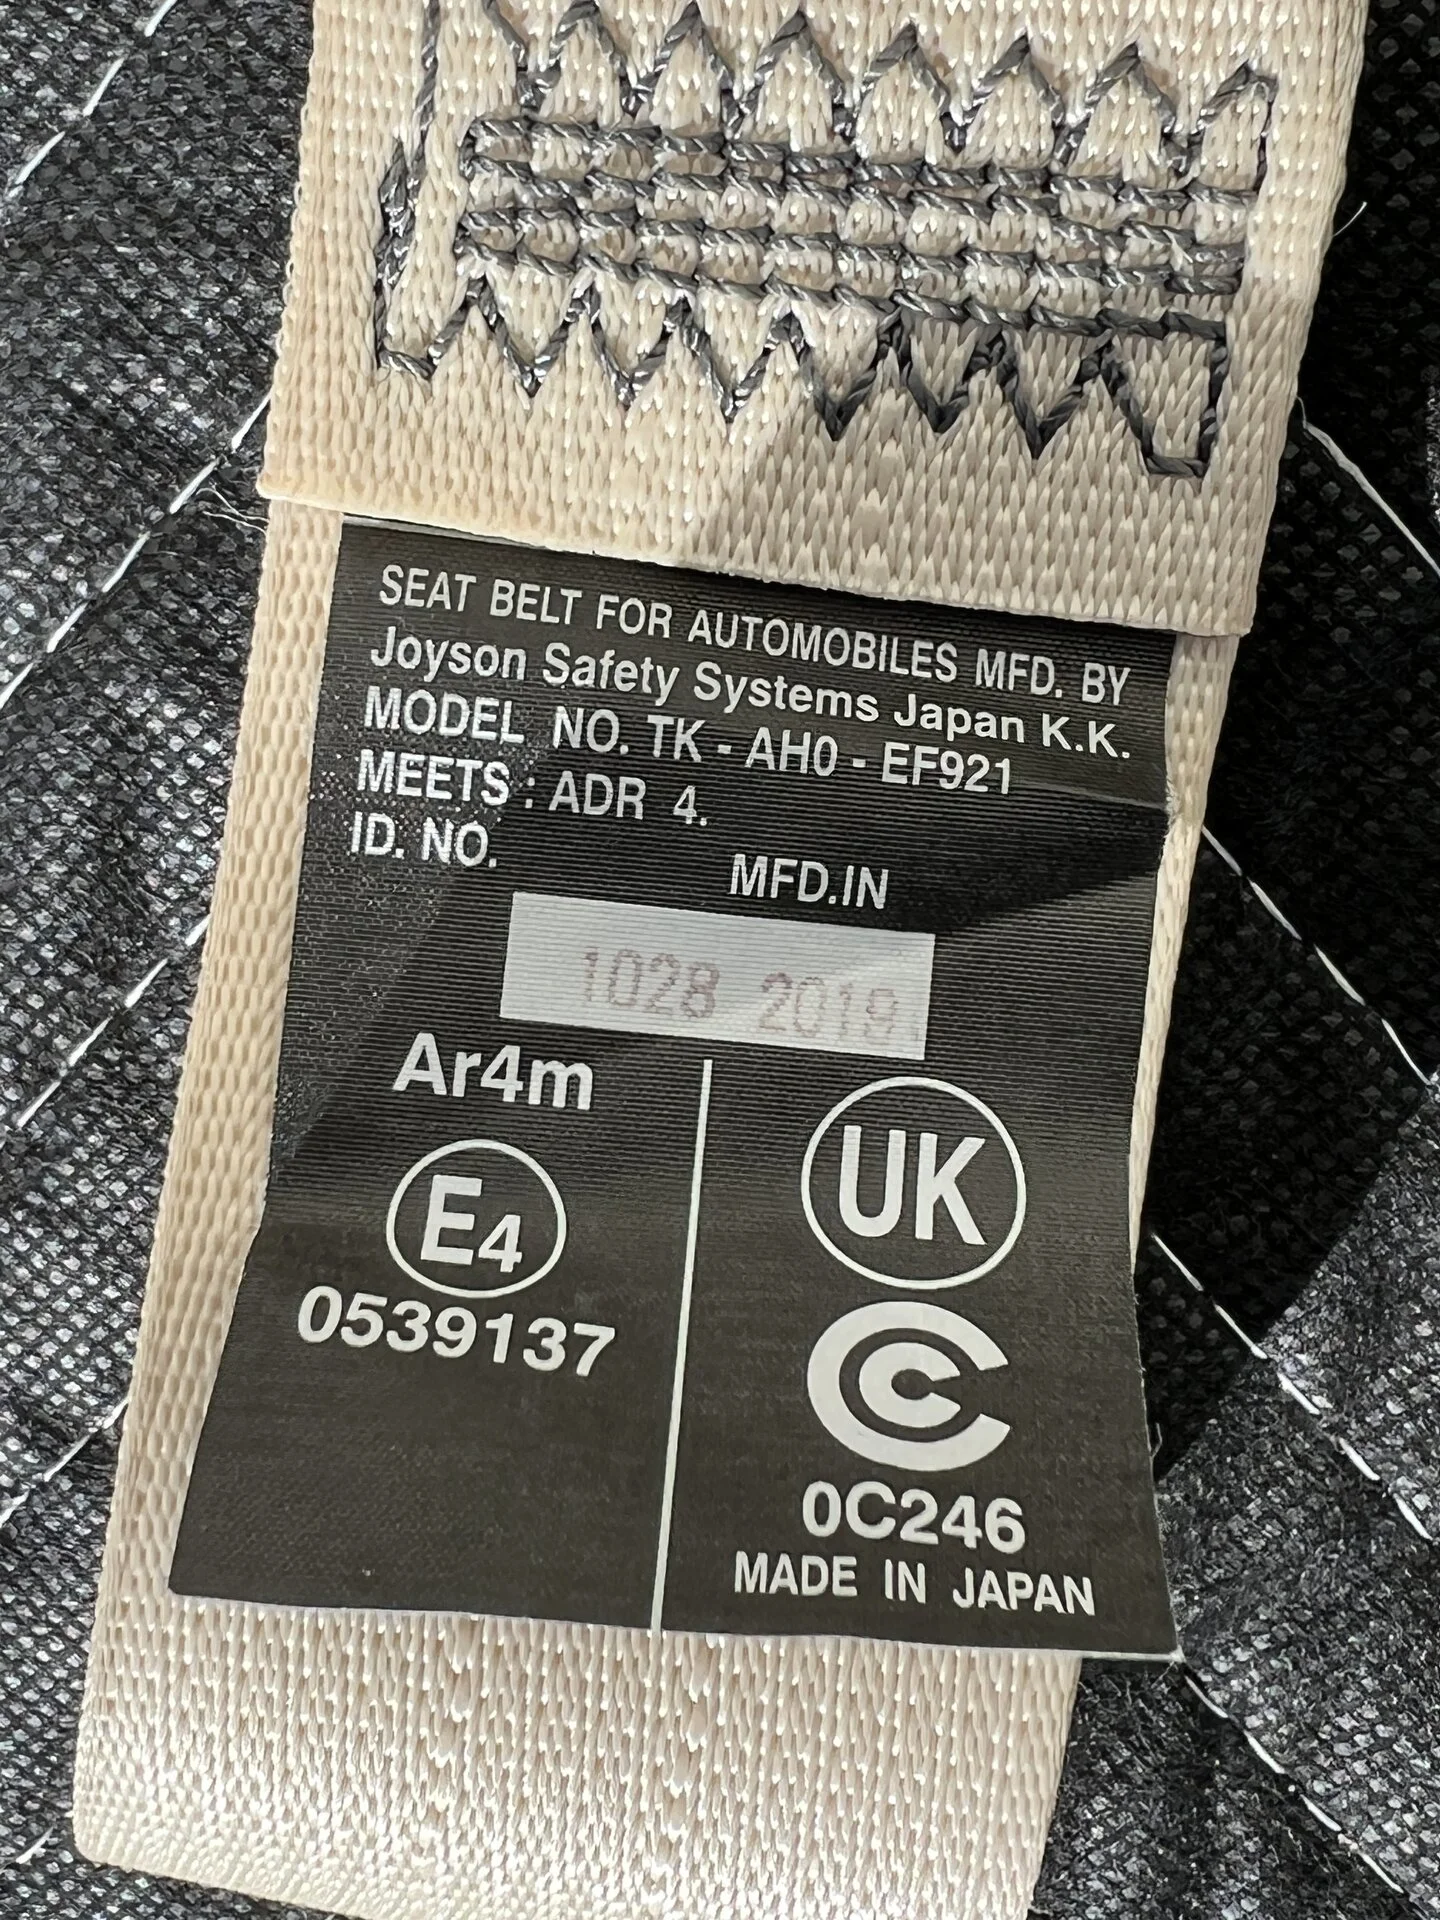 SEAT BELT FOR AUTOMOBILES MFD. BY
Joyson Safety Systems Japan K.K.
MODEL NO. TK - AH0 - EF921
MEETS : ADR 4.
ID. NO.
MFD.IN
1028 2019
Ar4m
E4
0539137
UK
C
0C246
MADE IN JAPAN